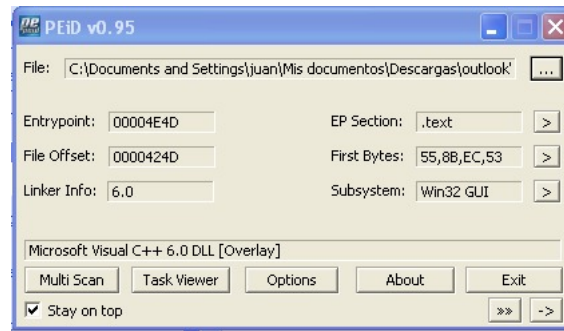 PEiD v0.95
File: C:\Documents and Settings\juan\Mis documentos\Descargas\outlook' ...
Entrypoint: 00004E4D EP Section: .text >
File Offset: 0000424D First Bytes: 55,8B,EC,53 >
Linker Info: 6.0 Subsystem: Win32 GUI >
Microsoft Visual C++ 6.0 DLL [Overlay]
Multi Scan Task Viewer Options About Exit
Stay on top »» ->